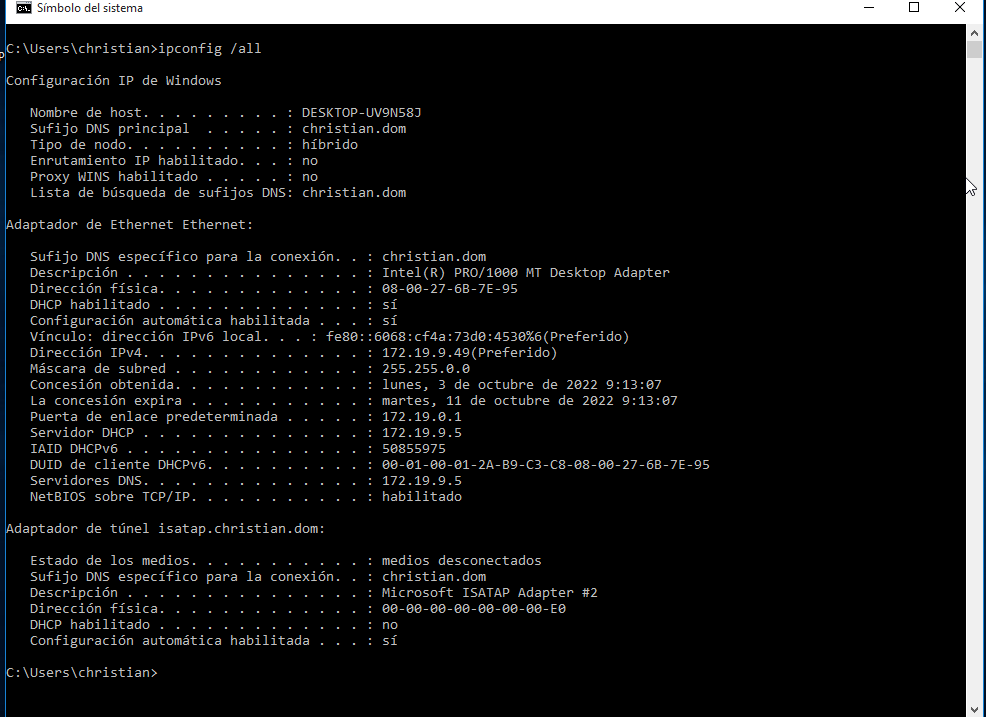 Símbolo del sistema
C:\Users\christian>ipconfig /all
Configuración IP de Windows
Nombre de host. . . . . . . . . : DESKTOP-UV9N58J
Sufijo DNS principal  . . . . . : christian.dom
Tipo de nodo. . . . . . . . . . : híbrido
Enrutamiento IP habilitado. . . : no
Proxy WINS habilitado . . . . . : no
Lista de búsqueda de sufijos DNS: christian.dom
Adaptador de Ethernet Ethernet:
Sufijo DNS específico para la conexión. . : christian.dom
Descripción . . . . . . . . . . . . . . . : Intel(R) PRO/1000 MT Desktop Adapter
Dirección física. . . . . . . . . . . . . : 08-00-27-6B-7E-95
DHCP habilitado . . . . . . . . . . . . . : sí
Configuración automática habilitada . . . : sí
Vínculo: dirección IPv6 local. . . : fe80::6068:cf4a:73d0:4530%6(Preferido)
Dirección IPv4. . . . . . . . . . . . . . : 172.19.9.49(Preferido)
Máscara de subred . . . . . . . . . . . . : 255.255.0.0
Concesión obtenida. . . . . . . . . . . . : lunes, 3 de octubre de 2022 9:13:07
La concesión expira . . . . . . . . . . . : martes, 11 de octubre de 2022 9:13:07
Puerta de enlace predeterminada . . . . . : 172.19.0.1
Servidor DHCP . . . . . . . . . . . . . . : 172.19.9.5
IAID DHCPv6 . . . . . . . . . . . . . . . : 50855975
DUID de cliente DHCPv6. . . . . . . . . . : 00-01-00-01-2A-B9-C3-C8-08-00-27-6B-7E-95
Servidores DNS. . . . . . . . . . . . . . : 172.19.9.5
NetBIOS sobre TCP/IP. . . . . . . . . . . : habilitado
Adaptador de túnel isatap.christian.dom:
Estado de los medios. . . . . . . . . . . : medios desconectados
Sufijo DNS específico para la conexión. . : christian.dom
Descripción . . . . . . . . . . . . . . . : Microsoft ISATAP Adapter #2
Dirección física. . . . . . . . . . . . . : 00-00-00-00-00-00-00-E0
DHCP habilitado . . . . . . . . . . . . . : no
Configuración automática habilitada . . . : sí
C:\Users\christian>